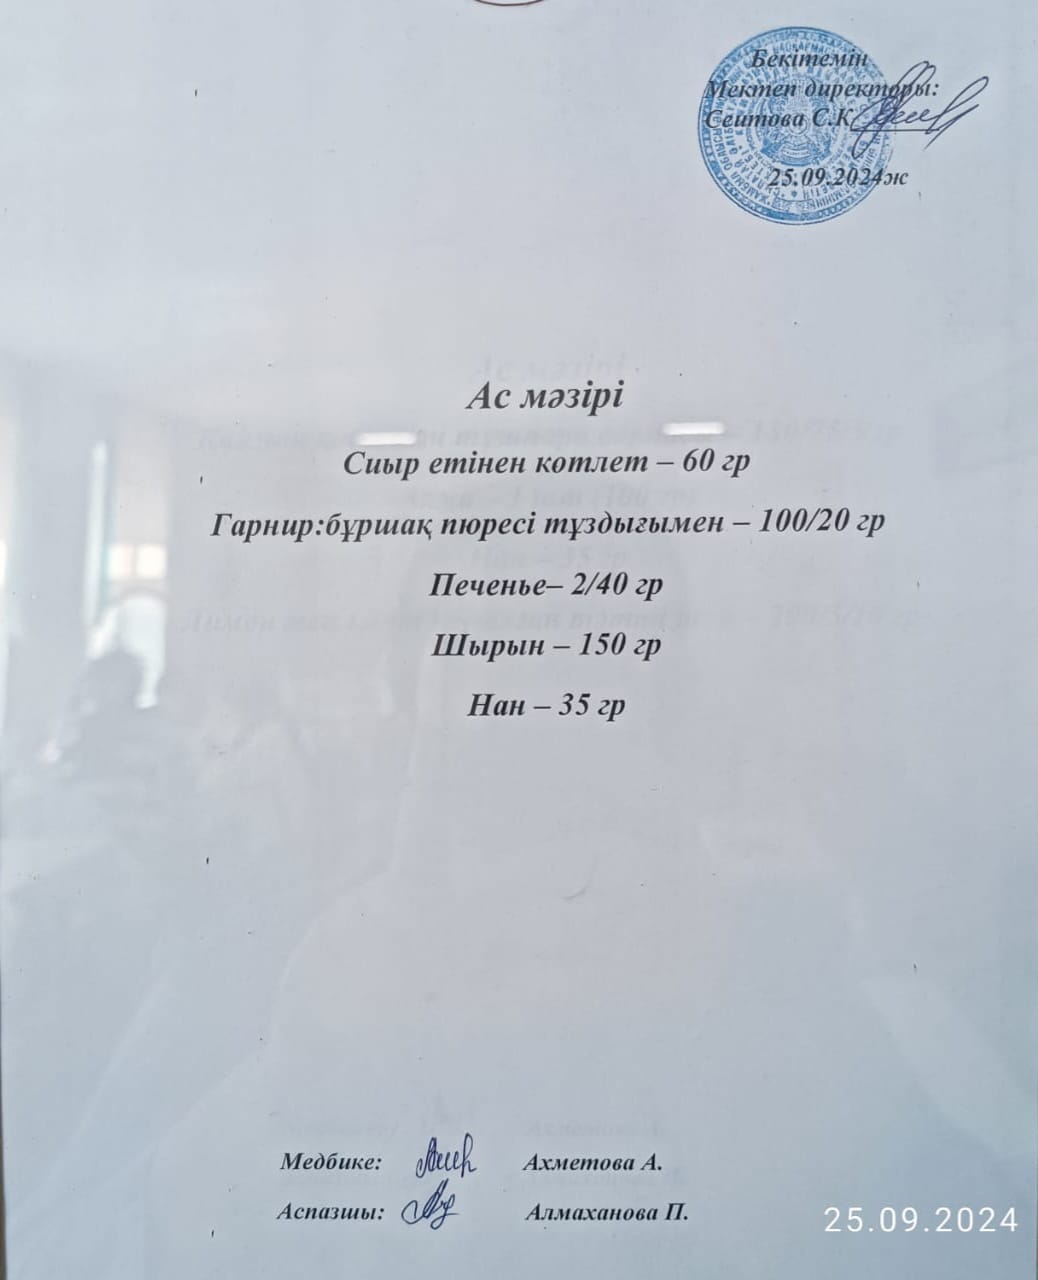 Бекітемін
Мектеп директоры:
Сеитова С.К
25.09.2024ж
Ас мәзірі
Сиыр етінен котлет – 60 гр
Гарнир:бұршақ пюресі тұздығымен – 100/20 гр
Печенье– 2/40 гр
Шырын – 150 гр
Нан – 35 гр
Медбике: Ахметова А.
Аспазшы: Алмаханова П.
25.09.2024